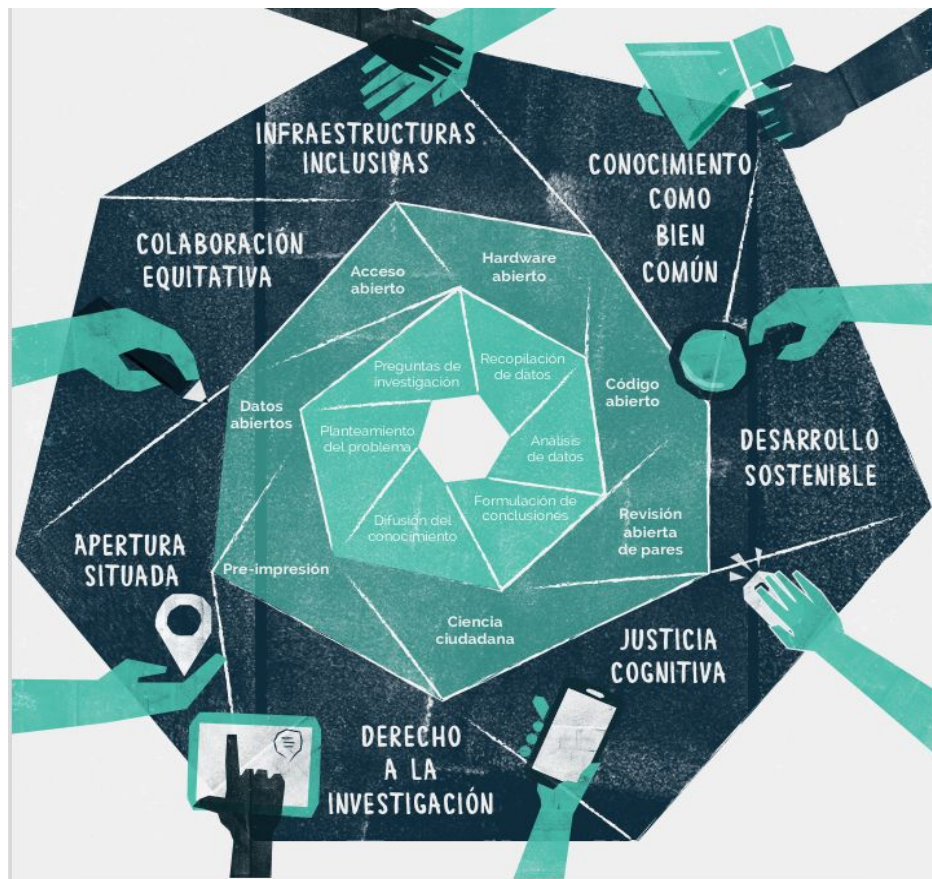 INFRAESTRUCTURAS
INCLUSIVAS
CONOCIMIENTO
COMO
BIEN
COMÚN
COLABORACIÓN
EQUITATIVA
Acceso
abierto
Hardware
abierto
Preguntas de
investigación
Recopilación
de datos
Código
abierto
Datos
abiertos
Planteamiento
del problema
Análisis
de datos
DESARROLLO
SOSTENIBLE
Difusión del
conocimiento
Formulación de
conclusiones
Revisión
abierta
de pares
APERTURA
SITUADA
Pre-impresión
Ciencia
ciudadana
JUSTICIA
COGNITIVA
DERECHO
A LA
INVESTIGACIÓN